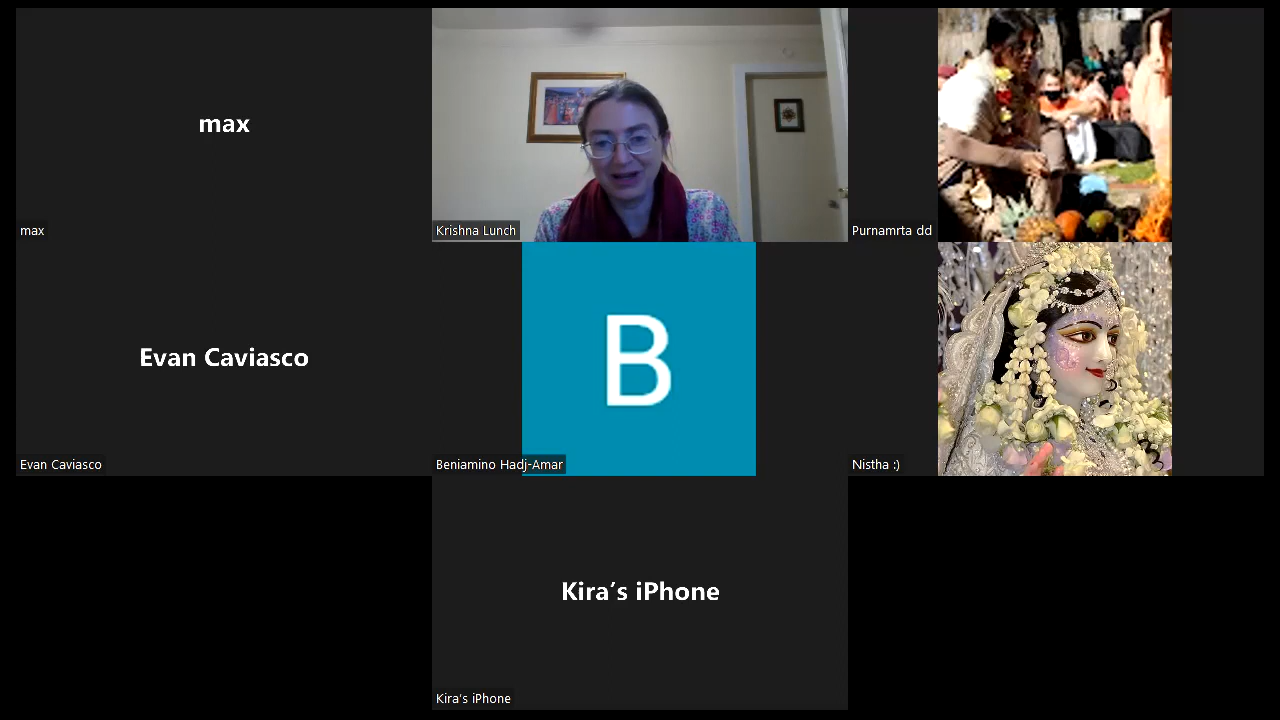 max
max
Krishna Lunch
Purnamrta dd
Evan Caviasco
Evan Caviasco
B
Beniamino Hadj-Amar
Nistha :)
Kira’s iPhone
Kira's iPhone